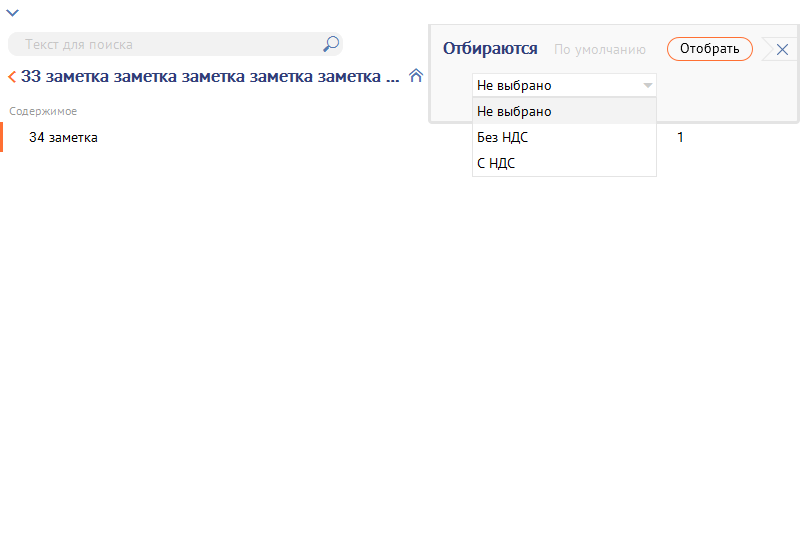 Текст для поиска
33 заметка заметка заметка заметка заметка ...
Содержимое
34 заметка
1
Отбираются
По умолчанию
Отобрать
Не выбрано
Не выбрано
Без НДС
С НДС